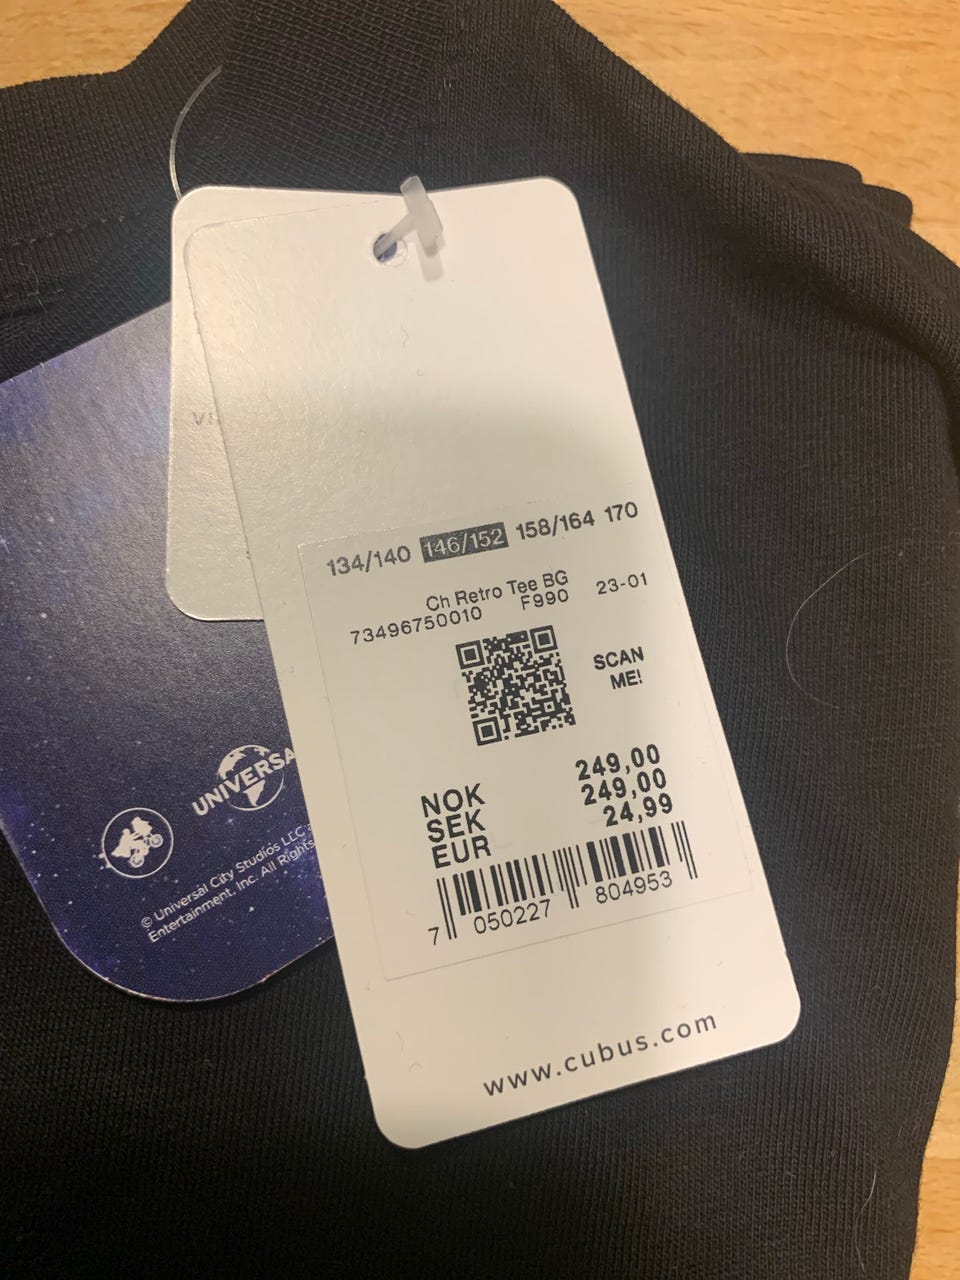 VI
134/140 146/152 158/164 170
Ch Retro Tee BG
73496750010 F990 23-01
SCAN
ME!
NOK 249,00
SEK 249,00
EUR 24,99
7 050227 804953
www.cubus.com
UNIVERSA
© Universal City Studios LLC
Entertainment, Inc. All Rights